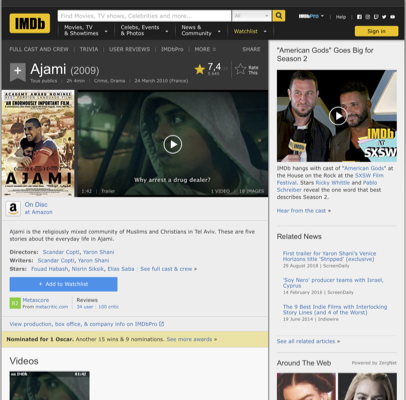 IMDb
Find Movies, TV shows, Celebrities and more...
All
IMDbPro
Help
Movies, TV
& Showtimes
Celebs, Events
& Photos
News &
Community
Watchlist
Sign in
FULL CAST AND CREW | TRIVIA | USER REVIEWS | IMDbPro | MORE
SHARE
Ajami (2009)
7,4
Rate
This
Tous publics | 2h 4min | Crime, Drama | 24 March 2010 (France)
ACADEMY AWARD NOMINEE
AJAMI
Why arrest a drug dealer?
1:42 | Trailer
1 VIDEO
18 IMAGES
On Disc
at Amazon
Ajami is the religiously mixed community of Muslims and Christians in Tel Aviv. These are five
stories about the everyday life in Ajami.
Directors: Scandar Copti, Yaron Shani
Writers: Scandar Copti, Yaron Shani
Stars: Fouad Habash, Nisrin Siksik, Elias Saba | See full cast & crew »
+ Add to Watchlist
Metascore
From metacritic.com
Reviews
34 user | 100 critic
View production, box office, & company info on IMDbPro
Nominated for 1 Oscar. Another 15 wins & 9 nominations. See more awards »
Videos
01:42
"American Gods" Goes Big for
Season 2
IMDb
SXSW
IMDb hangs with cast of "American Gods" at
the House on the Rock at the SXSW Film
Festival. Stars Ricky Whittle and Pablo
Schreiber reveal the one word that best
describes Season 2.
Hear from the cast »
Related News
First trailer for Yaron Shani's Venice
Horizons title 'Stripped' (exclusive)
29 August 2018 | ScreenDaily
'Soy Nero' producer teams with Israel,
Cyprus
14 February 2016 | ScreenDaily
The 9 Best Indie Films with Interlocking
Story Lines (and 4 of the Worst)
19 June 2014 | Indiewire
See all related articles »
Around The Web
Powered by ZergNet